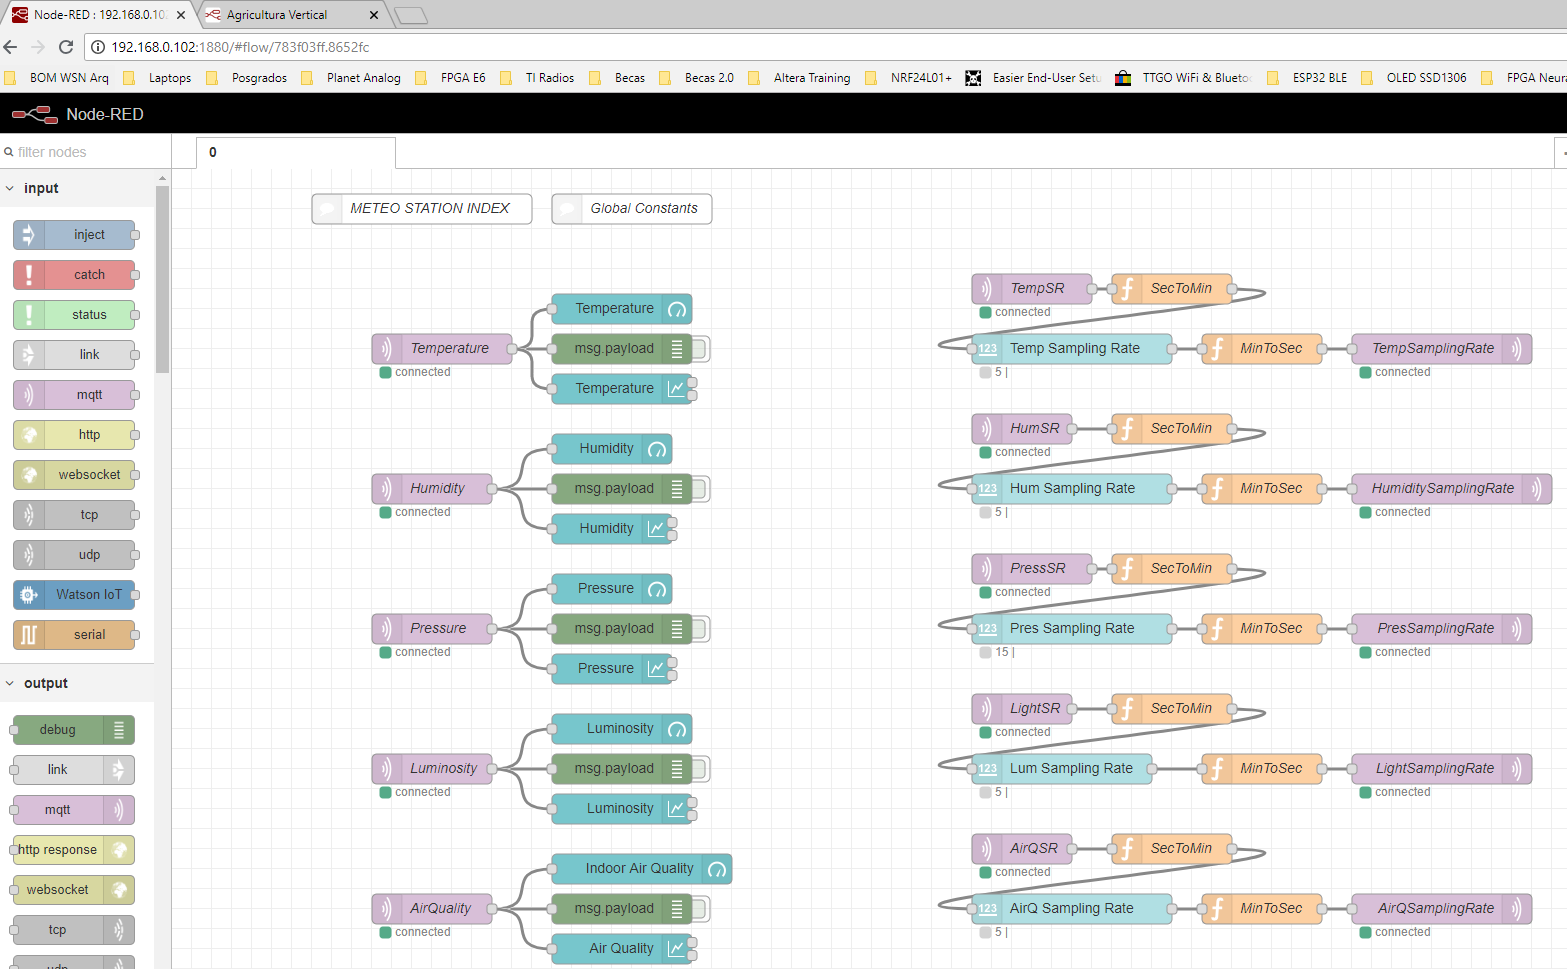 Node-RED : 192.168.0.10
Agricultura Vertical
192.168.0.102:1880/#flow/783f03ff.8652fc
BOM WSN Arq Laptops Posgrados Planet Analog FPGA E6 TI Radios Becas Becas 2.0 Altera Training NRF24L01+ Easier End-User Setu TTGO WiFi & Blueto ESP32 BLE OLED SSD1306 FPGA Neura
Node-RED
filter nodes
0
input
inject
catch
status
link
mqtt
http
websocket
tcp
udp
Watson IoT
serial
output
debug
link
mqtt
http response
websocket
tcp
udp
METEO STATION INDEX
Global Constants
Temperature
connected
Temperature
msg.payload
Temperature
Humidity
connected
Humidity
msg.payload
Humidity
Pressure
connected
Pressure
msg.payload
Pressure
Luminosity
connected
Luminosity
msg.payload
Luminosity
AirQuality
connected
Indoor Air Quality
msg.payload
Air Quality
TempSR
connected
SecToMin
123 Temp Sampling Rate
5 |
MinToSec
TempSamplingRate
connected
HumSR
connected
SecToMin
123 Hum Sampling Rate
5 |
MinToSec
HumiditySamplingRate
connected
PressSR
connected
SecToMin
123 Pres Sampling Rate
15 |
MinToSec
PresSamplingRate
connected
LightSR
connected
SecToMin
123 Lum Sampling Rate
5 |
MinToSec
LightSamplingRate
connected
AirQSR
connected
SecToMin
123 AirQ Sampling Rate
5 |
MinToSec
AirQSamplingRate
connected